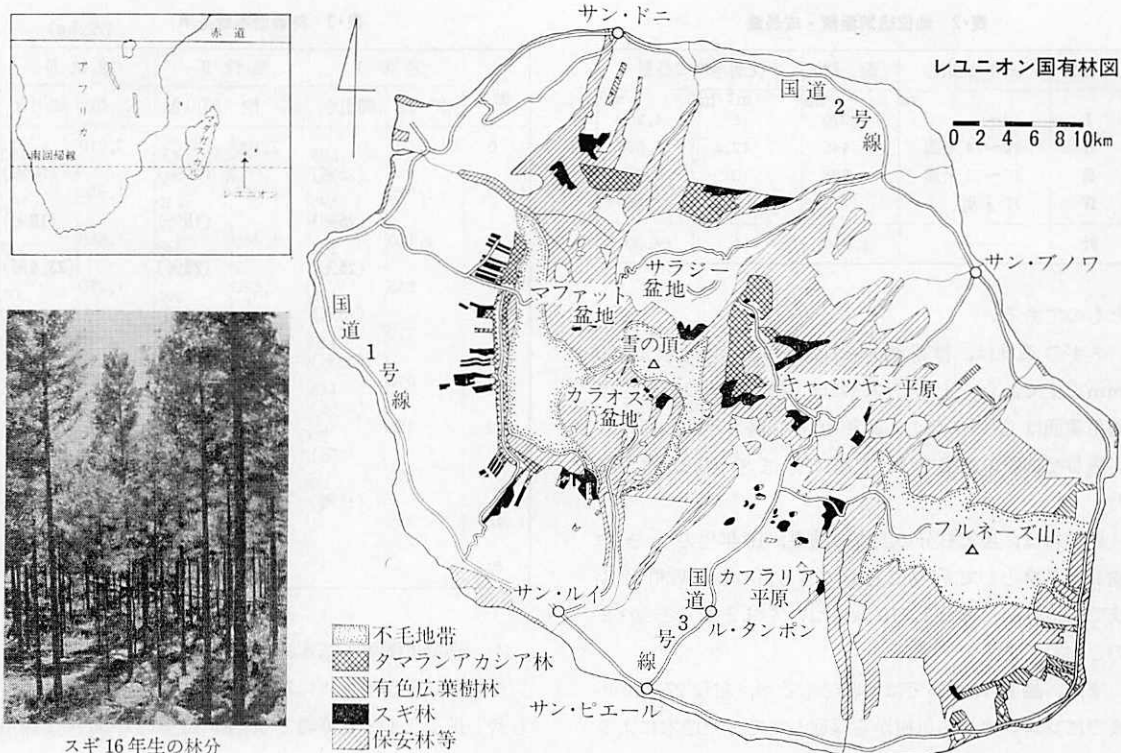 赤道
アフリカ
マダガスカル
南回帰線
レユニオン
レユニオン国有林図
0 2 4 6 8 10km
サン・ドニ
国道2号線
サン・ブノワ
サラジー
盆地
マファット
盆地
国道1号線
雪の頂
キャベツヤシ平原
カラオス
盆地
フルネーズ山
カフラリア
平原
サン・ルイ
国道3号線
ル・タンポン
サン・ピエール
不毛地帯
タマランアカシア林
有色広葉樹林
スギ林
保安林等
スギ16年生の林分